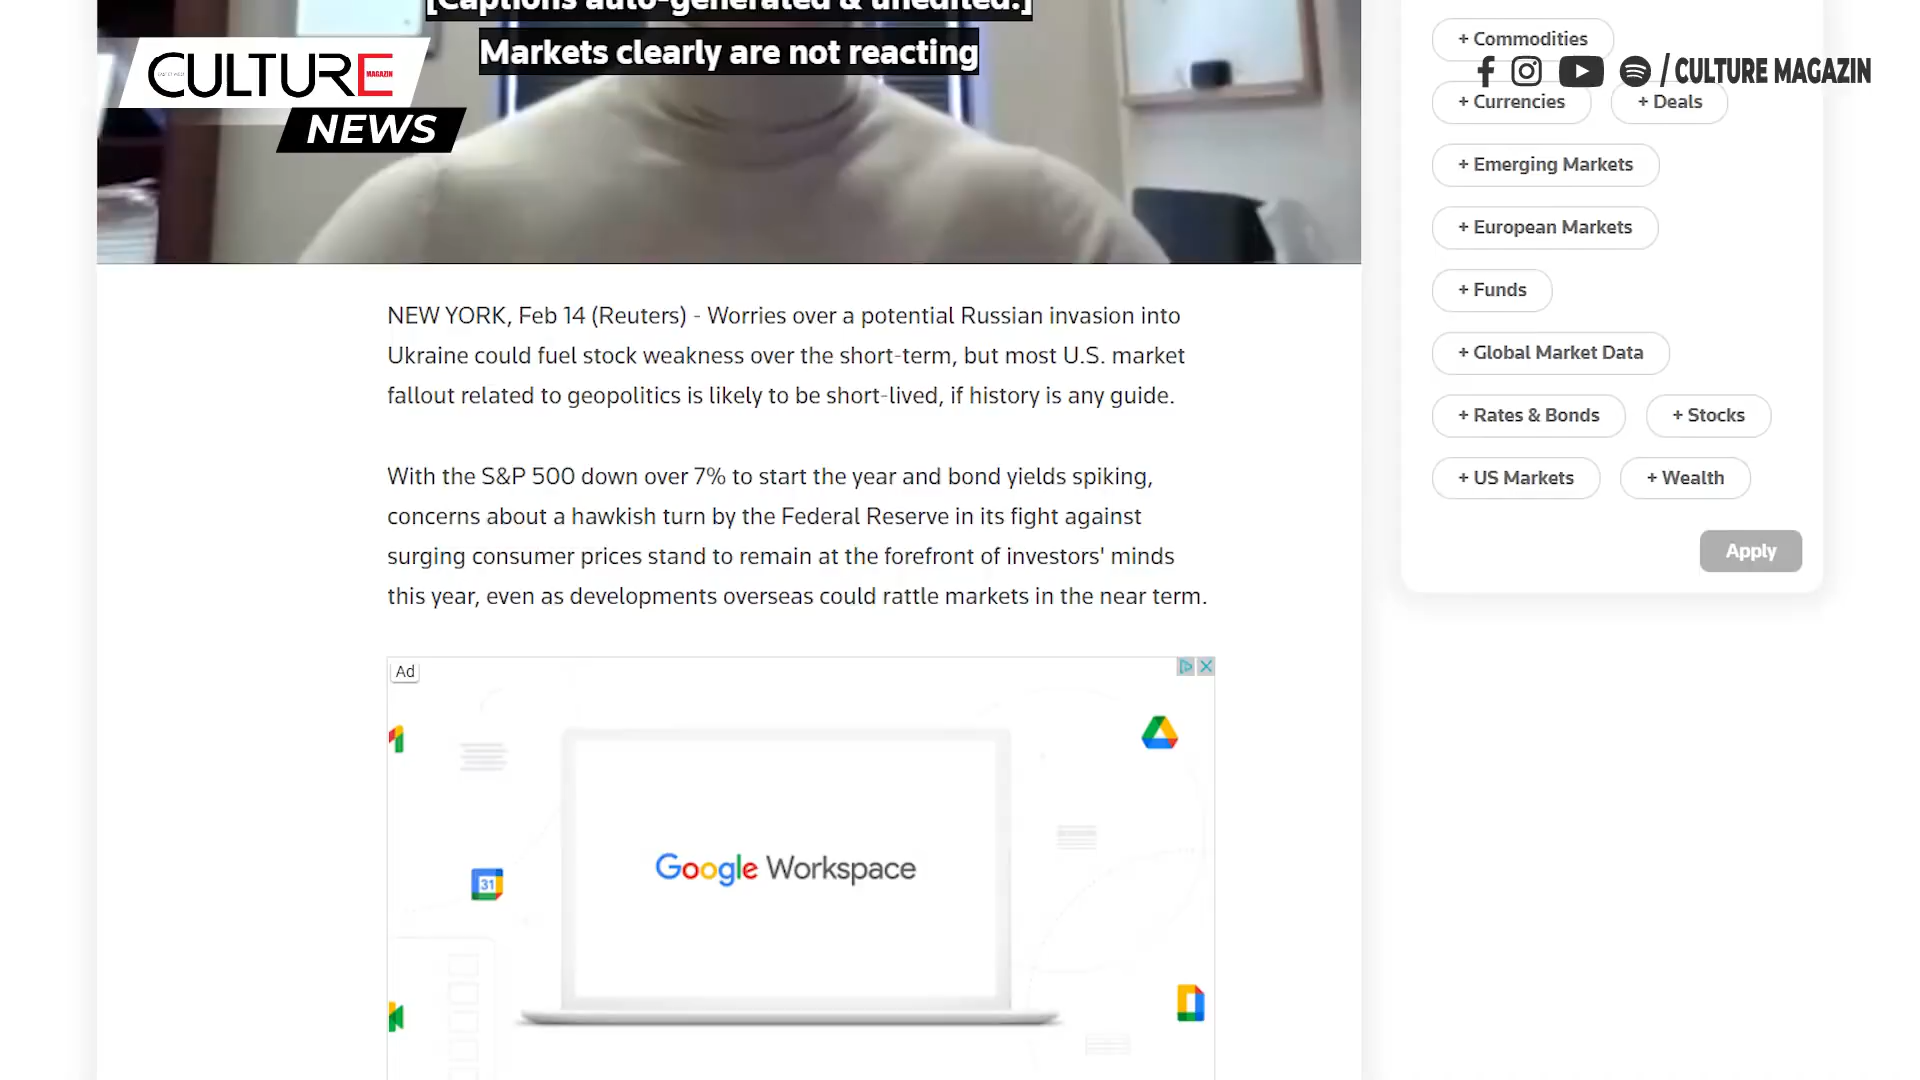 [Captions auto-generated & unedited.]
Markets clearly are not reacting
CULTURE
MAGAZIN
NEWS
/ CULTURE MAGAZIN
+ Commodities
+ Currencies
+ Deals
+ Emerging Markets
+ European Markets
+ Funds
+ Global Market Data
+ Rates & Bonds
+ Stocks
+ US Markets
+ Wealth
Apply
NEW YORK, Feb 14 (Reuters) - Worries over a potential Russian invasion into
Ukraine could fuel stock weakness over the short-term, but most U.S. market
fallout related to geopolitics is likely to be short-lived, if history is any guide.
With the S&P 500 down over 7% to start the year and bond yields spiking,
concerns about a hawkish turn by the Federal Reserve in its fight against
surging consumer prices stand to remain at the forefront of investors' minds
this year, even as developments overseas could rattle markets in the near term.
Ad
31
Google Workspace